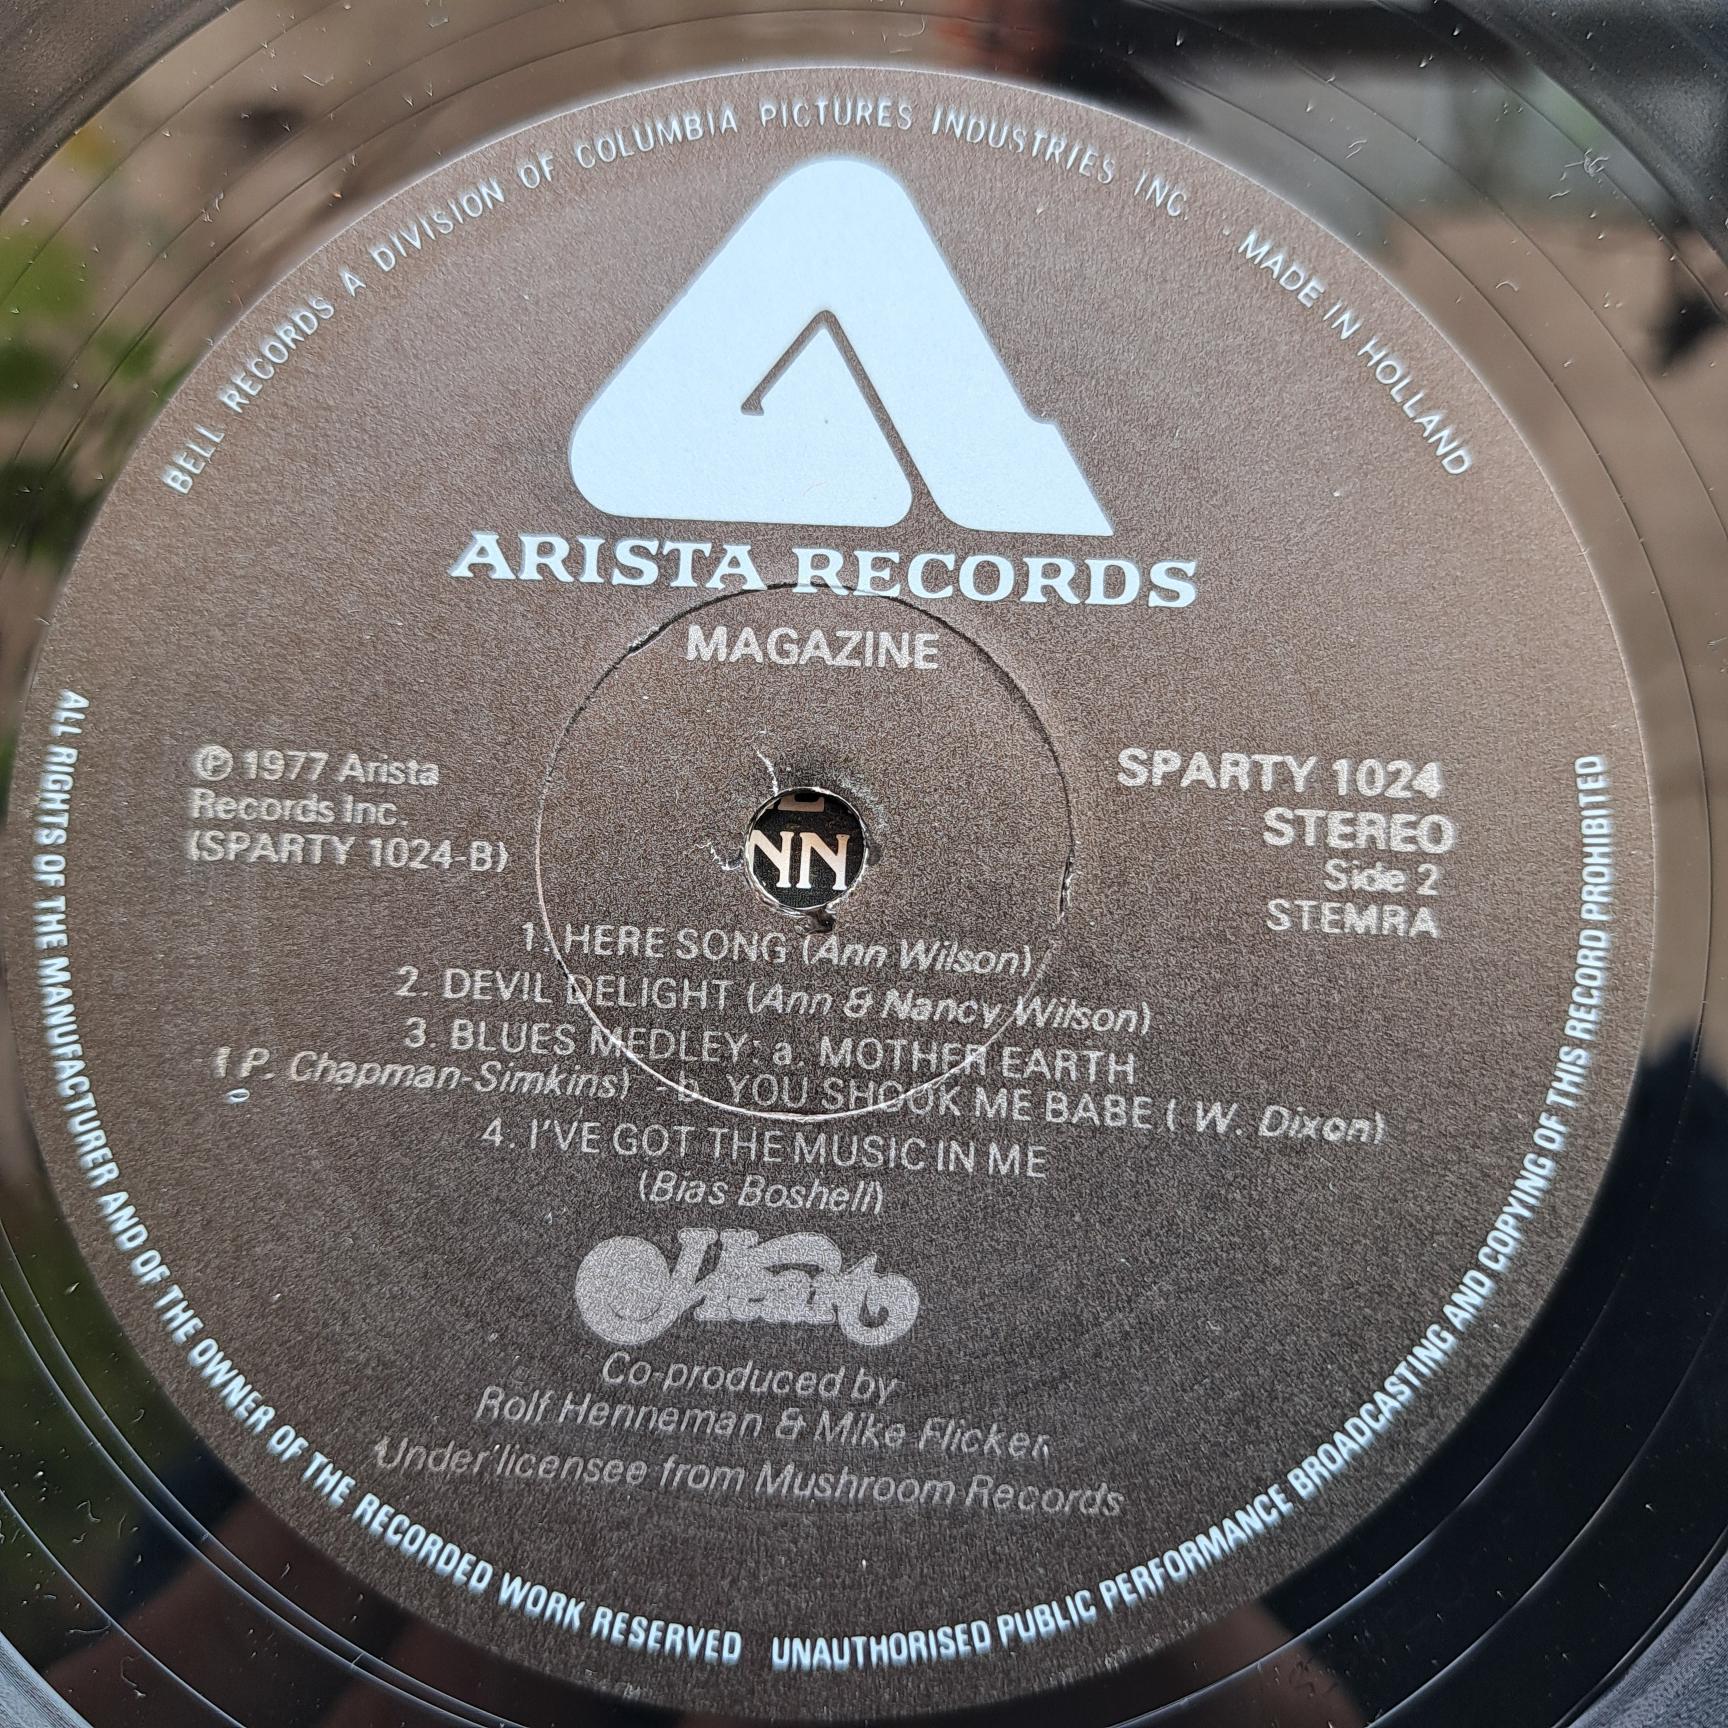 BELL RECORDS A DIVISION OF COLUMBIA PICTURES INDUSTRIES INC. · MADE IN HOLLAND
ARISTA RECORDS
MAGAZINE
℗ 1977 Arista
Records Inc.
(SPARTY 1024-B)
SPARTY 1024
STEREO
Side 2
STEMRA
NN
1. HERE SONG (Ann Wilson)
2. DEVIL DELIGHT (Ann & Nancy Wilson)
3. BLUES MEDLEY: a. MOTHER EARTH
( P. Chapman-Simkins) - b. YOU SHOOK ME BABE ( W. Dixon)
4. I'VE GOT THE MUSIC IN ME
(Bias Boshell)
Heart
Co-produced by
Rolf Henneman & Mike Flicker.
Under licensee from Mushroom Records
ALL RIGHTS OF THE MANUFACTURER AND OF THE OWNER OF THE RECORDED WORK RESERVED UNAUTHORISED PUBLIC PERFORMANCE BROADCASTING AND COPYING OF THIS RECORD PROHIBITED